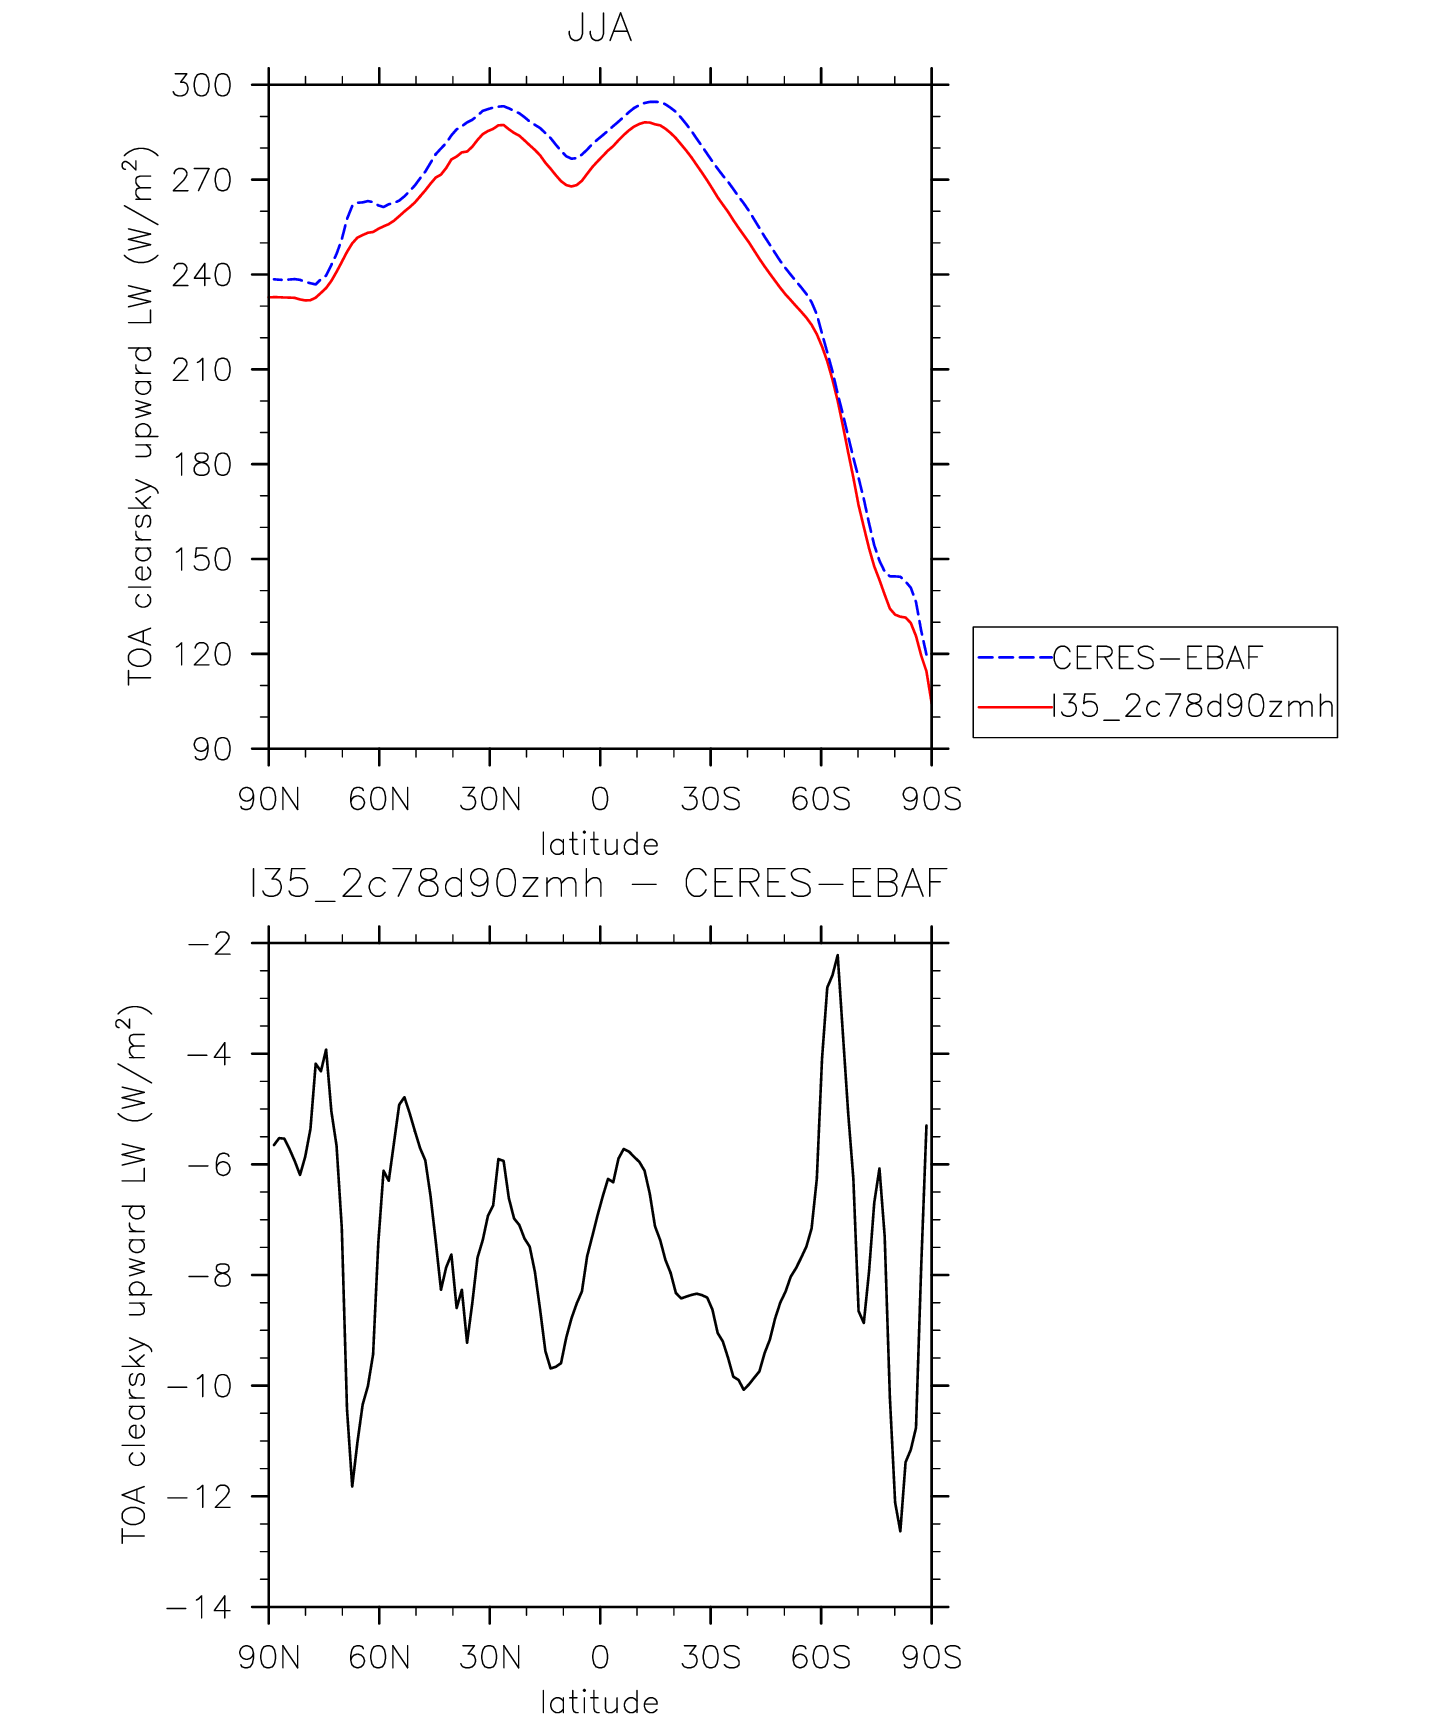 JJA
TOA clearsky upward LW (W/m²)
300
270
240
210
180
150
120
90
90N 60N 30N 0 30S 60S 90S
latitude
CERES-EBAF
I35_2c78d90zmh
I35_2c78d90zmh - CERES-EBAF
TOA clearsky upward LW (W/m²)
-2
-4
-6
-8
-10
-12
-14
90N 60N 30N 0 30S 60S 90S
latitude